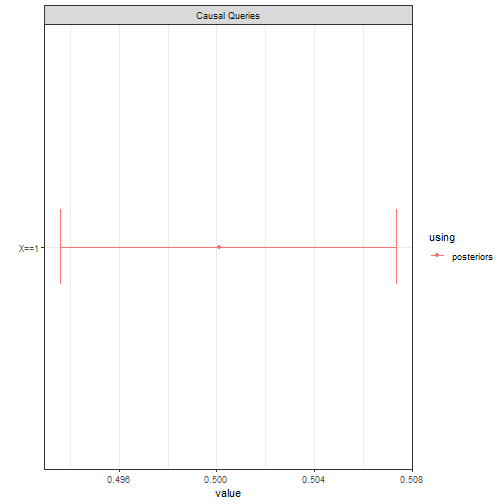 Causal Queries
X==1
0.496
0.500
0.504
0.508
value
using
posteriors